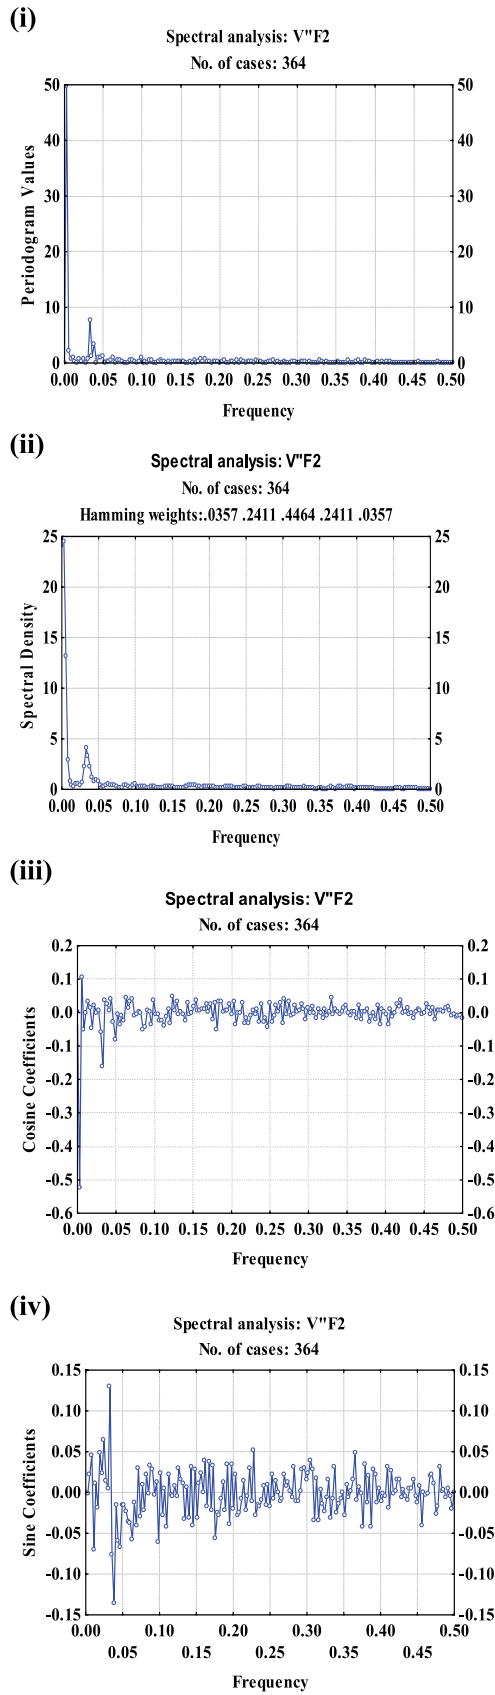 (i)
Spectral analysis: V"F2
No. of cases: 364
50 50
40 40
30 30
20 20
10 10
0 0
Periodogram Values
0.00 0.05 0.10 0.15 0.20 0.25 0.30 0.35 0.40 0.45 0.50
Frequency
(ii)
Spectral analysis: V"F2
No. of cases: 364
Hamming weights:.0357 .2411 .4464 .2411 .0357
25 25
20 20
15 15
10 10
5 5
0 0
Spectral Density
0.00 0.05 0.10 0.15 0.20 0.25 0.30 0.35 0.40 0.45 0.50
Frequency
(iii)
Spectral analysis: V"F2
No. of cases: 364
0.2 0.2
0.1 0.1
0.0 0.0
-0.1 -0.1
-0.2 -0.2
-0.3 -0.3
-0.4 -0.4
-0.5 -0.5
-0.6 -0.6
Cosine Coefficients
0.00 0.05 0.10 0.15 0.20 0.25 0.30 0.35 0.40 0.45 0.50
Frequency
(iv)
Spectral analysis: V"F2
No. of cases: 364
0.15 0.15
0.10 0.10
0.05 0.05
0.00 0.00
-0.05 -0.05
-0.10 -0.10
-0.15 -0.15
Sine Coefficients
0.00 0.10 0.20 0.30 0.40 0.50
0.05 0.15 0.25 0.35 0.45
Frequency